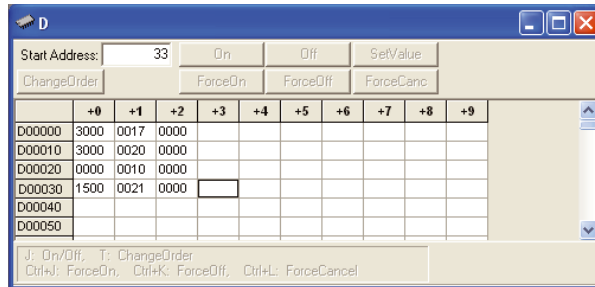 D
Start Address: 33 On Off SetValue
ChangeOrder ForceOn ForceOff ForceCanc
+0 +1 +2 +3 +4 +5 +6 +7 +8 +9
D00000 3000 0017 0000
D00010 3000 0020 0000
D00020 0000 0010 0000
D00030 1500 0021 0000
D00040
D00050
J: On/Off, T: ChangeOrder
Ctrl+J: ForceOn, Ctrl+K: ForceOff, Ctrl+L: ForceCancel